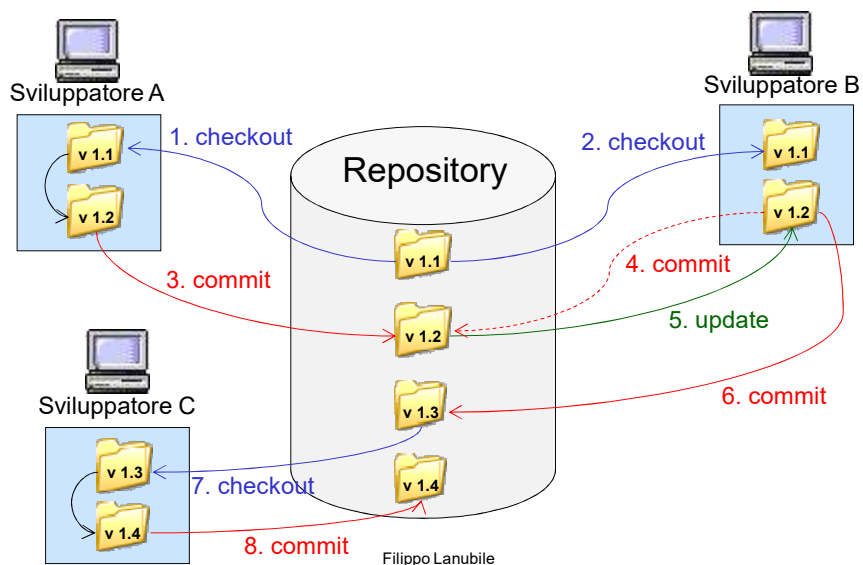 Sviluppatore A
v 1.1
v 1.2
1. checkout
3. commit
Repository
v 1.1
v 1.2
v 1.3
v 1.4
Sviluppatore B
v 1.1
v 1.2
2. checkout
4. commit
5. update
6. commit
Sviluppatore C
v 1.3
v 1.4
7. checkout
8. commit
Filippo Lanubile